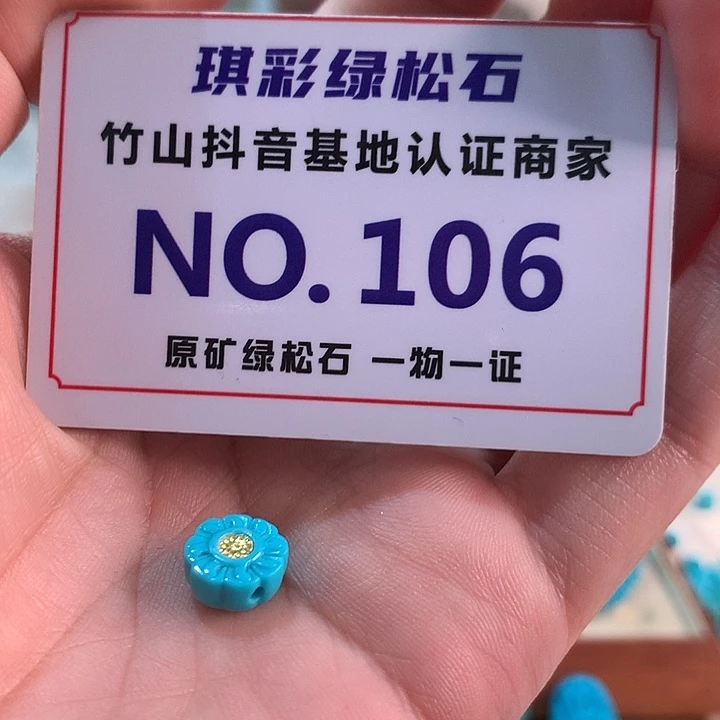 琪彩绿松石
竹山抖音基地认证商家
NO.106
原矿绿松石 一物一证